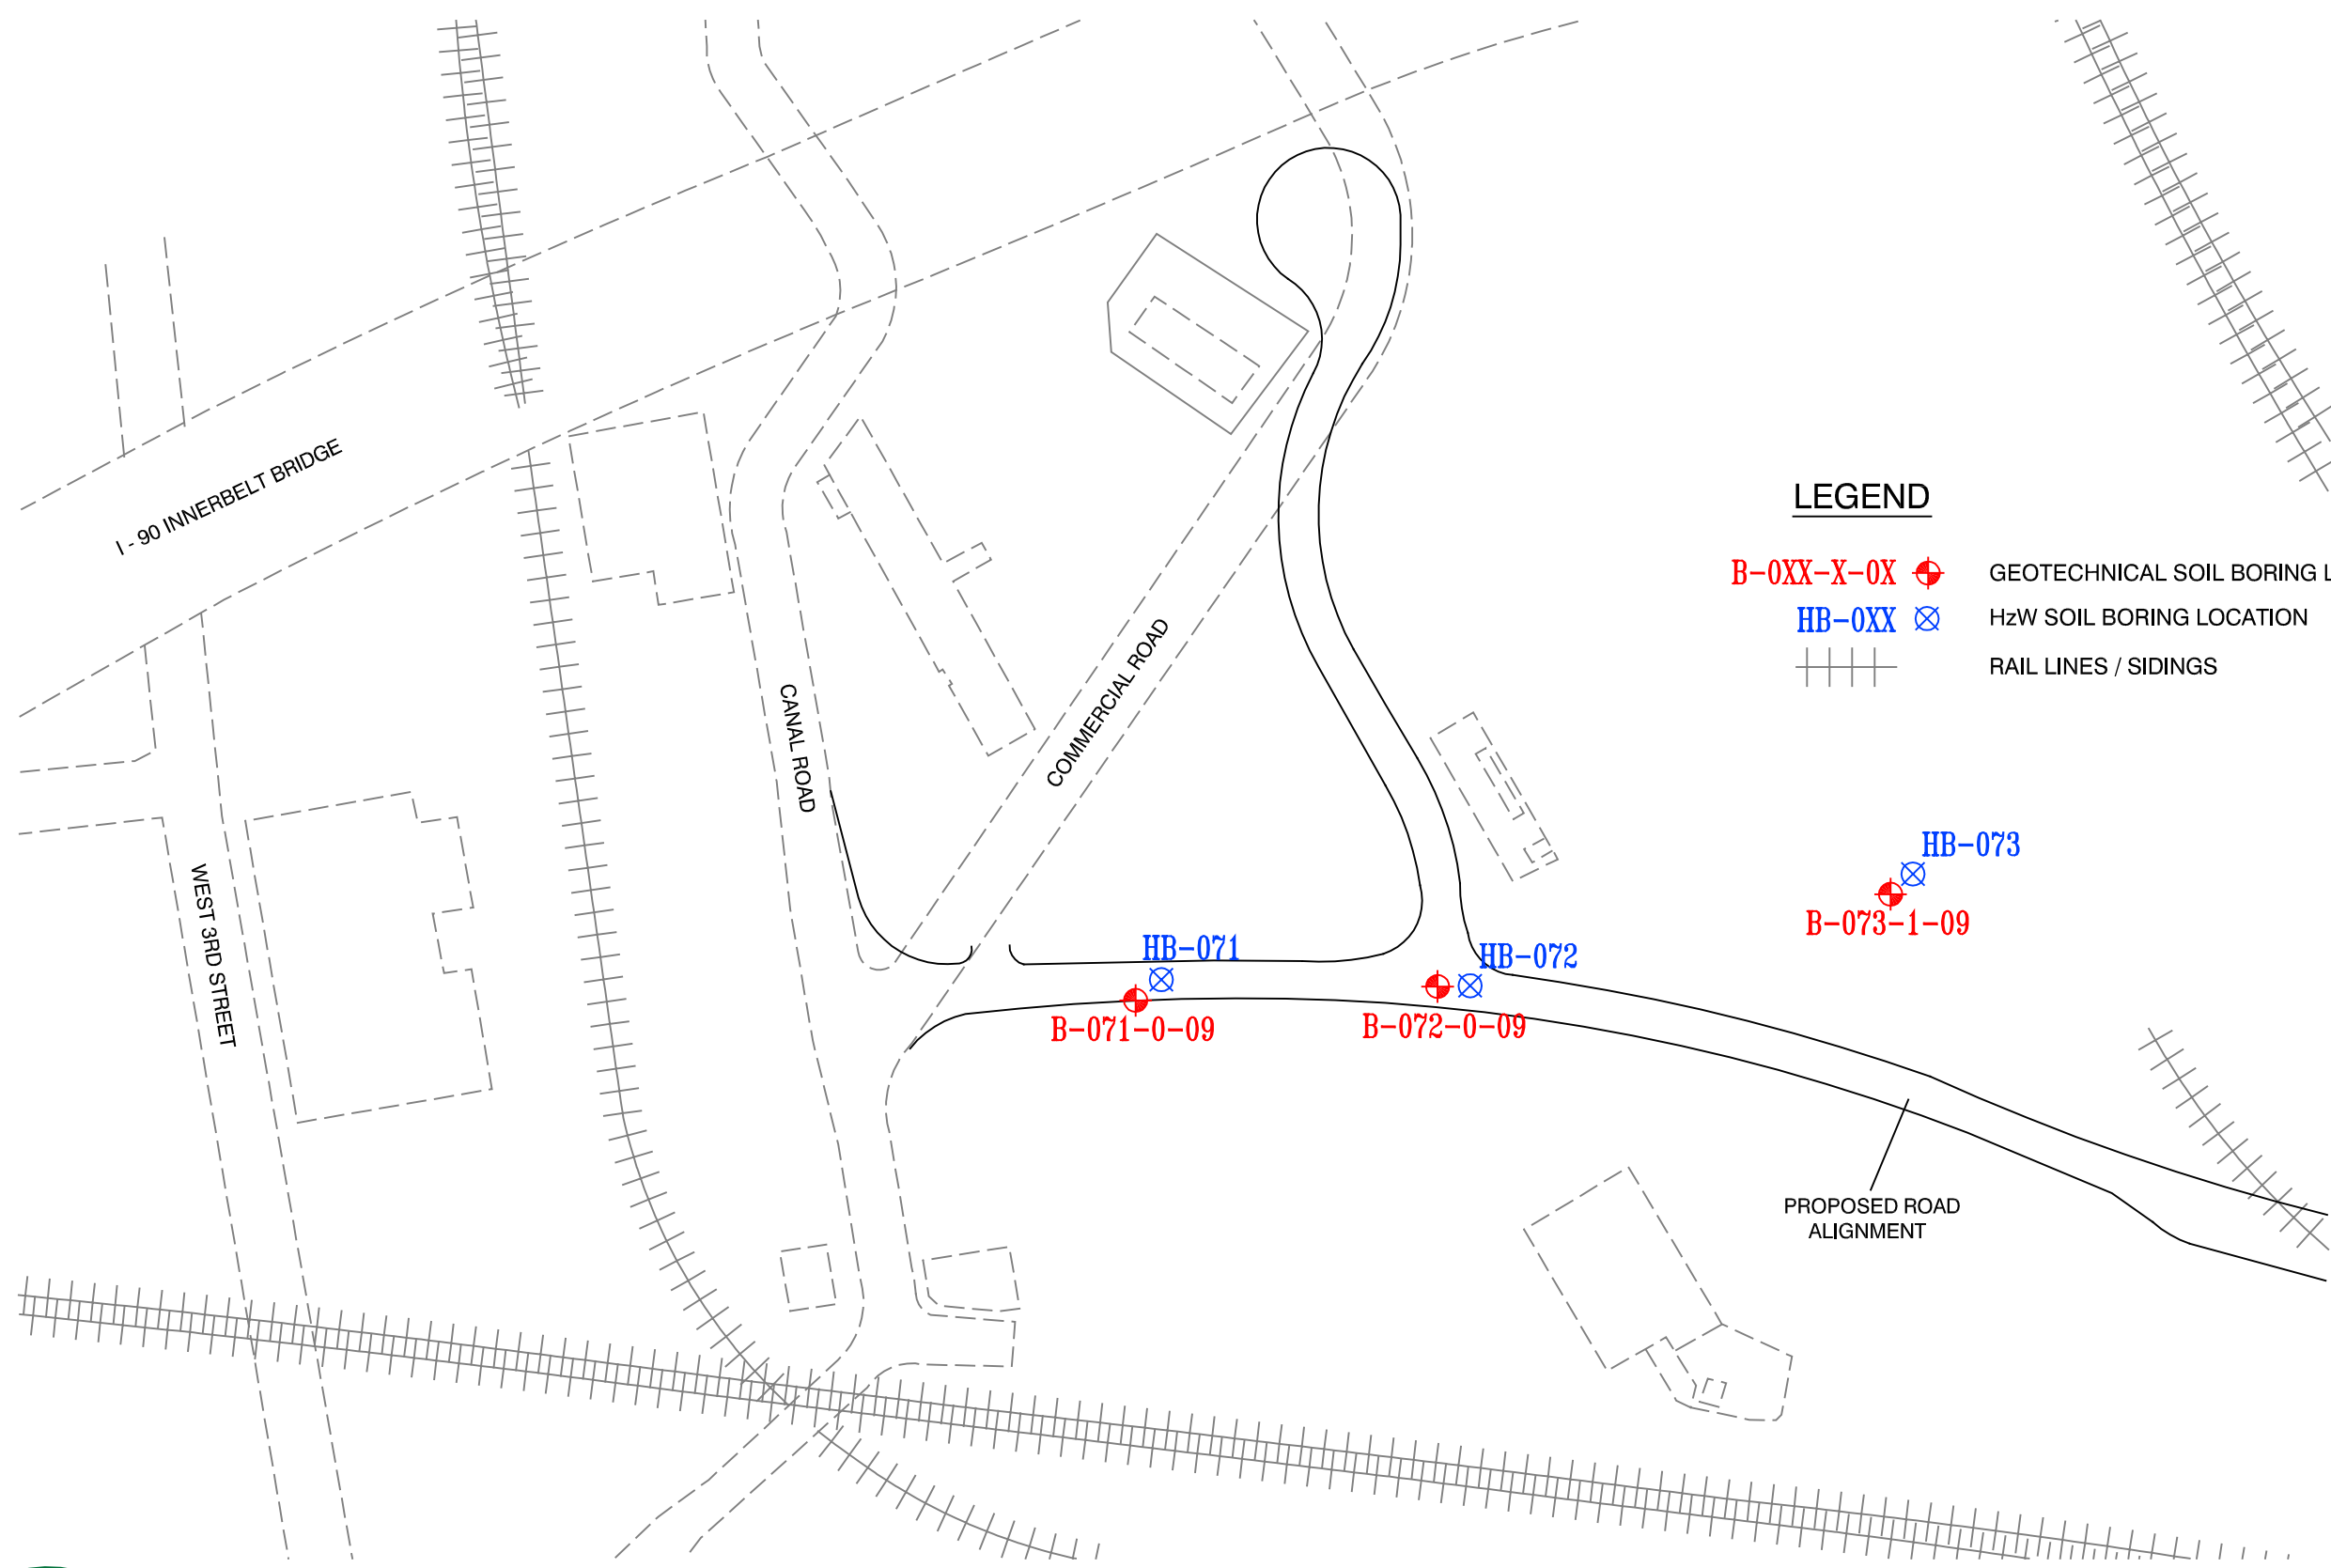 I - 90 INNERBELT BRIDGE
LEGEND
B-0XX-X-0X GEOTECHNICAL SOIL BORING L
HB-0XX HzW SOIL BORING LOCATION
RAIL LINES / SIDINGS
COMMERCIAL ROAD
CANAL ROAD
WEST 3RD STREET
HB-073
B-073-1-09
HB-071
B-071-0-09
HB-072
B-072-0-09
PROPOSED ROAD
ALIGNMENT